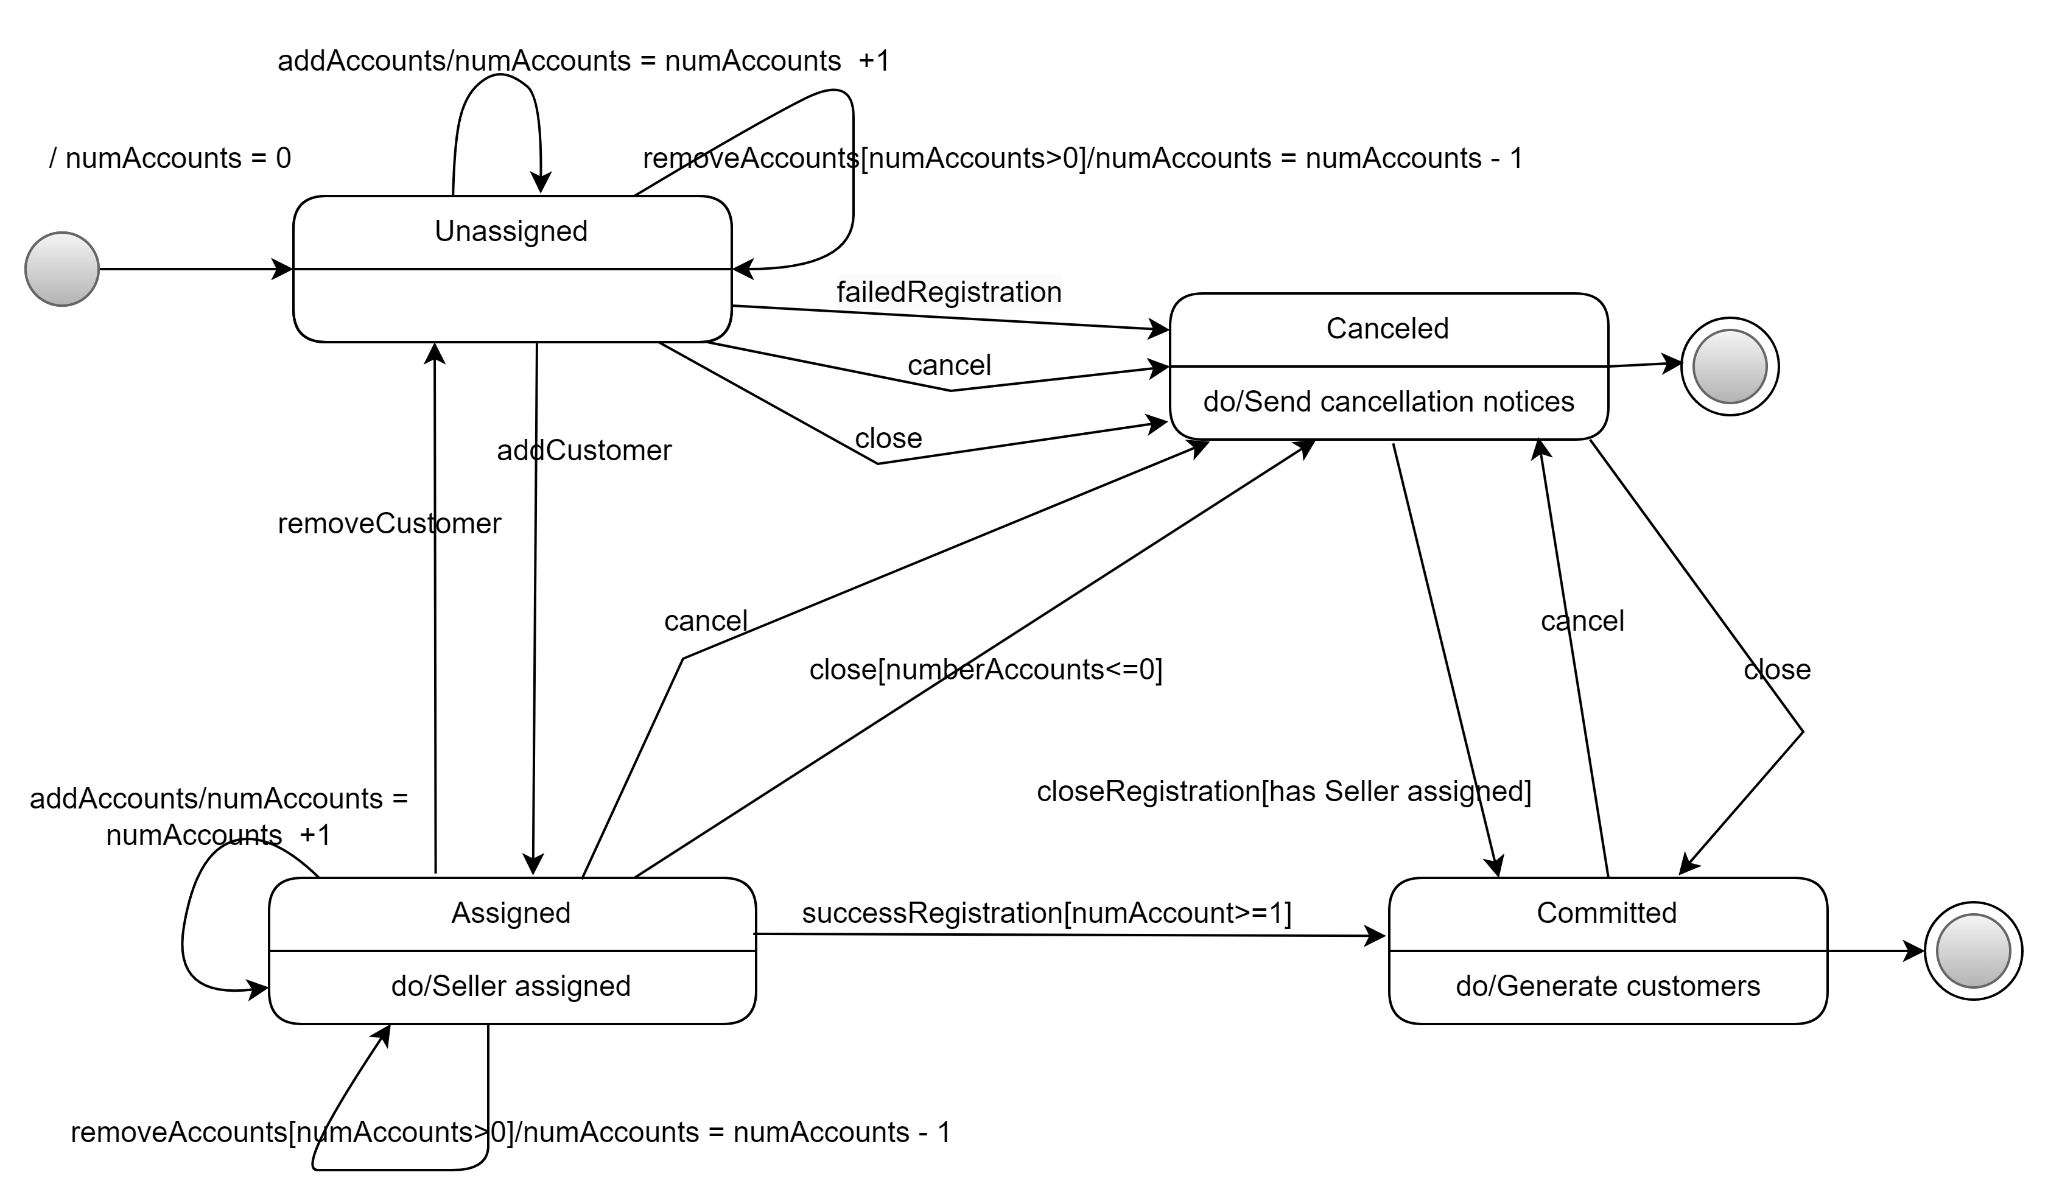 addAccounts/numAccounts = numAccounts  +1
/ numAccounts = 0
removeAccounts[numAccounts>0]/numAccounts = numAccounts - 1
Unassigned
failedRegistration
Canceled
cancel
do/Send cancellation notices
close
addCustomer
removeCustomer
cancel
cancel
close[numberAccounts<=0]
close
closeRegistration[has Seller assigned]
addAccounts/numAccounts =
numAccounts  +1
Assigned
successRegistration[numAccount>=1]
Committed
do/Seller assigned
do/Generate customers
removeAccounts[numAccounts>0]/numAccounts = numAccounts - 1